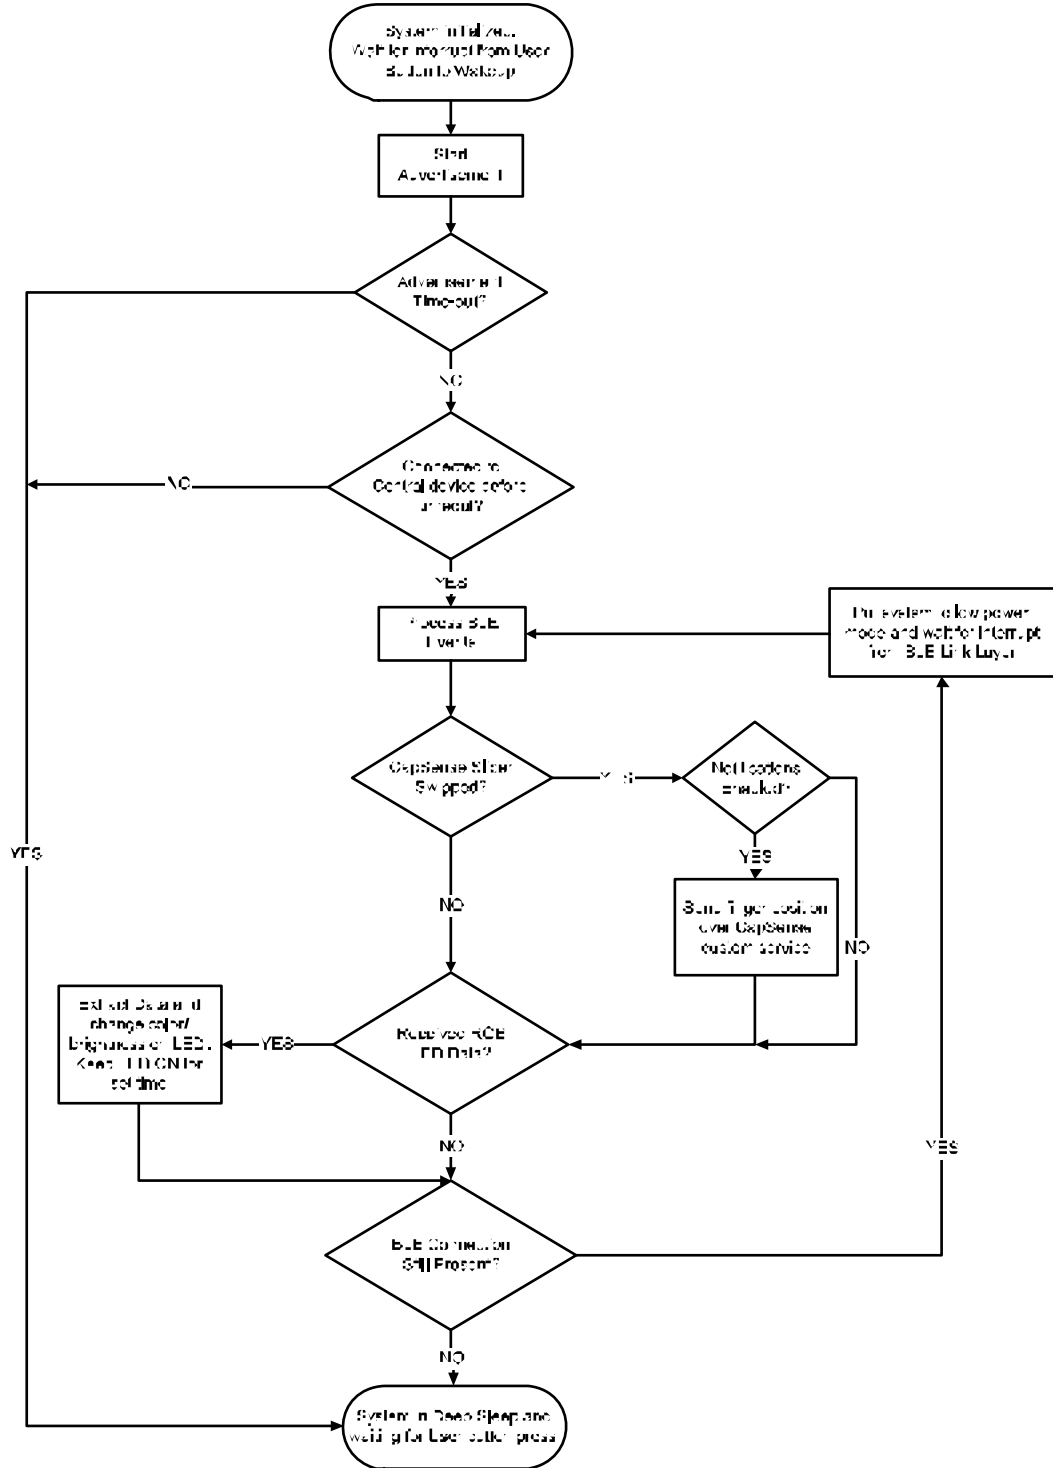 System
Wait for manual from User
Button to Wakeup
Start
Advertisement
Advertisement
Time-out?
NO
Connected to
Central device before
timeout?
NO
YES
Process BLE
Events
Put system to low power
mode and wait for Interrupt
from BLE Link Layer
CapSense Slider
Swipped?
YES
Notifications
Enabled?
YES
YES
NO
Send Finger position
over CapSense
custom service
NO
Extract Data and
change color/
brightness on LED.
Keep LED ON for
set time
YES
Received RGB
LED Data?
NO
YES
BLE Connection
Still Present?
NO
System in Deep Sleep and
waiting for User button press